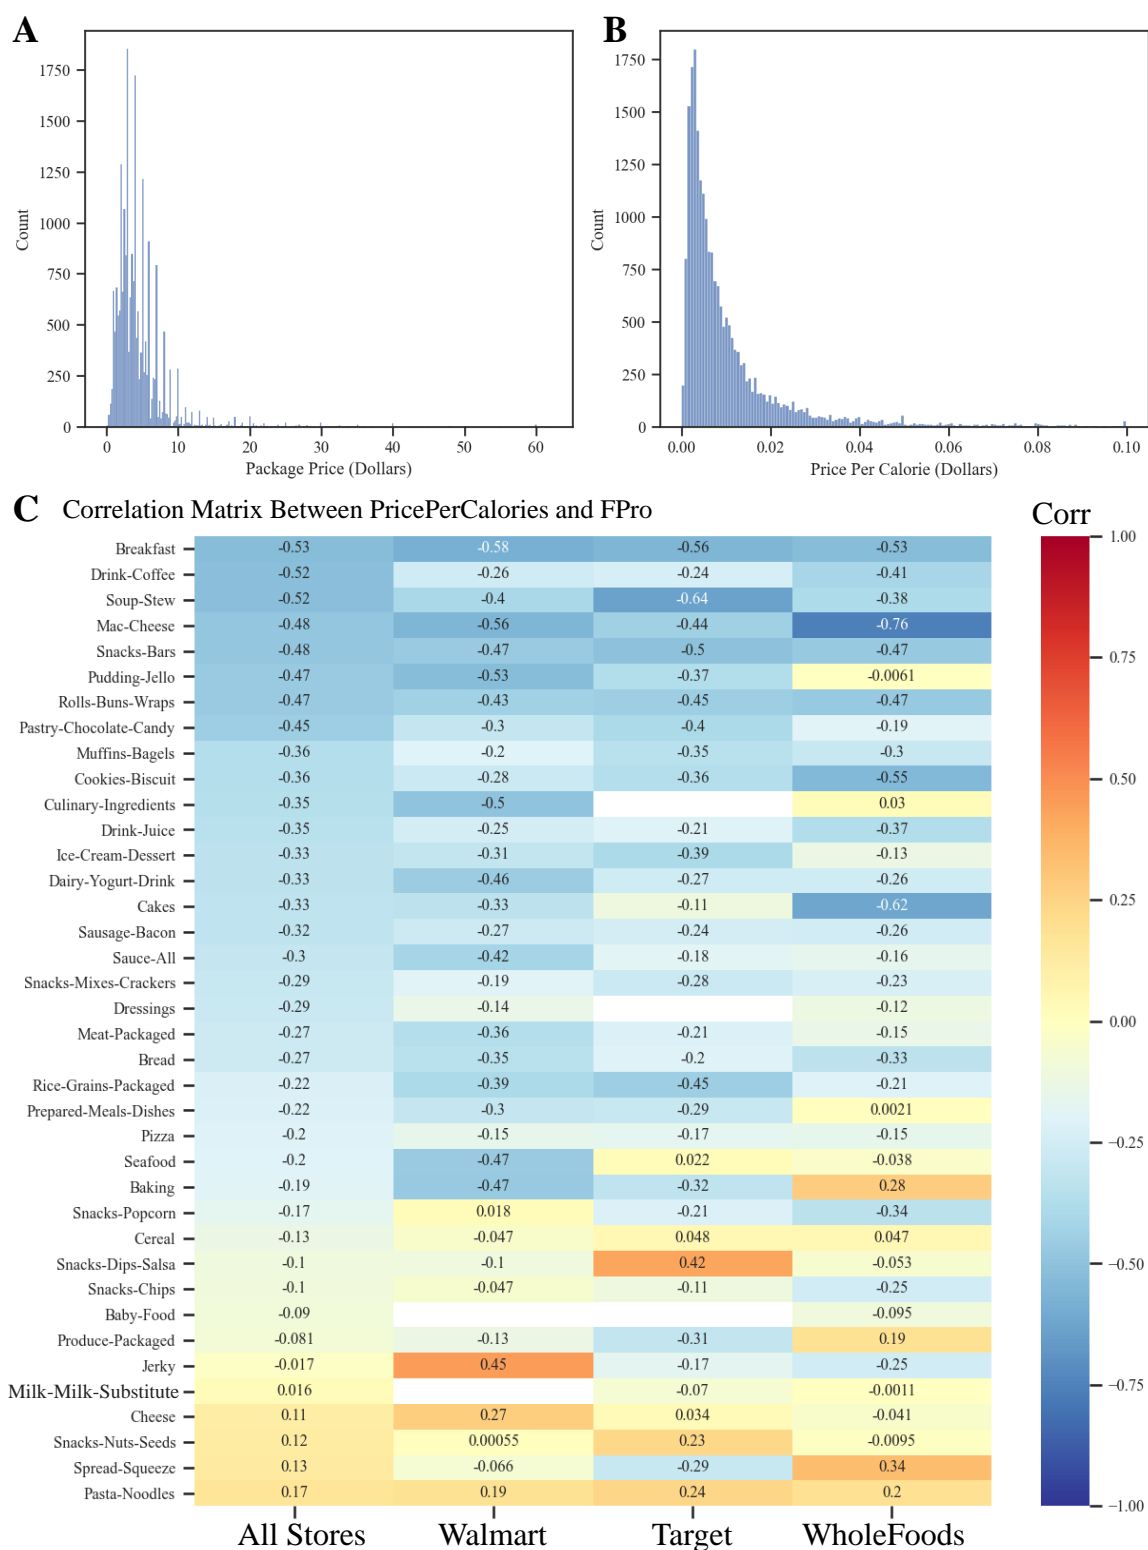 A
B
1750
1500
1250
1000
750
500
250
0
Count
0 10 20 30 40 50 60
Package Price (Dollars)
1750
1500
1250
1000
750
500
250
0
Count
0.00 0.02 0.04 0.06 0.08 0.10
Price Per Calorie (Dollars)
C Correlation Matrix Between PricePerCalories and FPro
Corr
Breakfast -0.53 -0.58 -0.56 -0.53
Drink-Coffee -0.52 -0.26 -0.24 -0.41
Soup-Stew -0.52 -0.4 -0.64 -0.38
Mac-Cheese -0.48 -0.56 -0.44 -0.76
Snacks-Bars -0.48 -0.47 -0.5 -0.47
Pudding-Jello -0.47 -0.53 -0.37 -0.0061
Rolls-Buns-Wraps -0.47 -0.43 -0.45 -0.47
Pastry-Chocolate-Candy -0.45 -0.3 -0.4 -0.19
Muffins-Bagels -0.36 -0.2 -0.35 -0.3
Cookies-Biscuit -0.36 -0.28 -0.36 -0.55
Culinary-Ingredients -0.35 -0.5 0.03
Drink-Juice -0.35 -0.25 -0.21 -0.37
Ice-Cream-Dessert -0.33 -0.31 -0.39 -0.13
Dairy-Yogurt-Drink -0.33 -0.46 -0.27 -0.26
Cakes -0.33 -0.33 -0.11 -0.62
Sausage-Bacon -0.32 -0.27 -0.24 -0.26
Sauce-All -0.3 -0.42 -0.18 -0.16
Snacks-Mixes-Crackers -0.29 -0.19 -0.28 -0.23
Dressings -0.29 -0.14 -0.12
Meat-Packaged -0.27 -0.36 -0.21 -0.15
Bread -0.27 -0.35 -0.2 -0.33
Rice-Grains-Packaged -0.22 -0.39 -0.45 -0.21
Prepared-Meals-Dishes -0.22 -0.3 -0.29 0.0021
Pizza -0.2 -0.15 -0.17 -0.15
Seafood -0.2 -0.47 0.022 -0.038
Baking -0.19 -0.47 -0.32 0.28
Snacks-Popcorn -0.17 0.018 -0.21 -0.34
Cereal -0.13 -0.047 0.048 0.047
Snacks-Dips-Salsa -0.1 -0.1 0.42 -0.053
Snacks-Chips -0.1 -0.047 -0.11 -0.25
Baby-Food -0.09 -0.095
Produce-Packaged -0.081 -0.13 -0.31 0.19
Jerky -0.017 0.45 -0.17 -0.25
Milk-Milk-Substitute 0.016 -0.07 -0.0011
Cheese 0.11 0.27 0.034 -0.041
Snacks-Nuts-Seeds 0.12 0.00055 0.23 -0.0095
Spread-Squeeze 0.13 -0.066 -0.29 0.34
Pasta-Noodles 0.17 0.19 0.24 0.2
All Stores Walmart Target WholeFoods
1.00
0.75
0.50
0.25
0.00
−0.25
−0.50
−0.75
−1.00